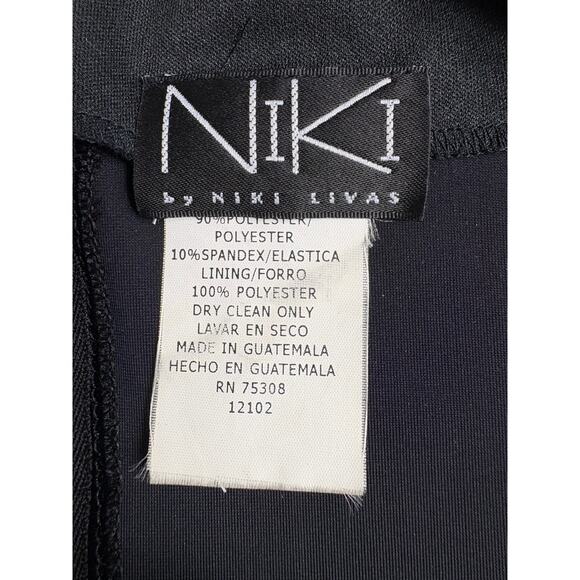 NiKi
by NIKI LIVAS
90%POLYESTER/
POLYESTER
10%SPANDEX/ELASTICA
LINING/FORRO
100% POLYESTER
DRY CLEAN ONLY
LAVAR EN SECO
MADE IN GUATEMALA
HECHO EN GUATEMALA
RN 75308
12102